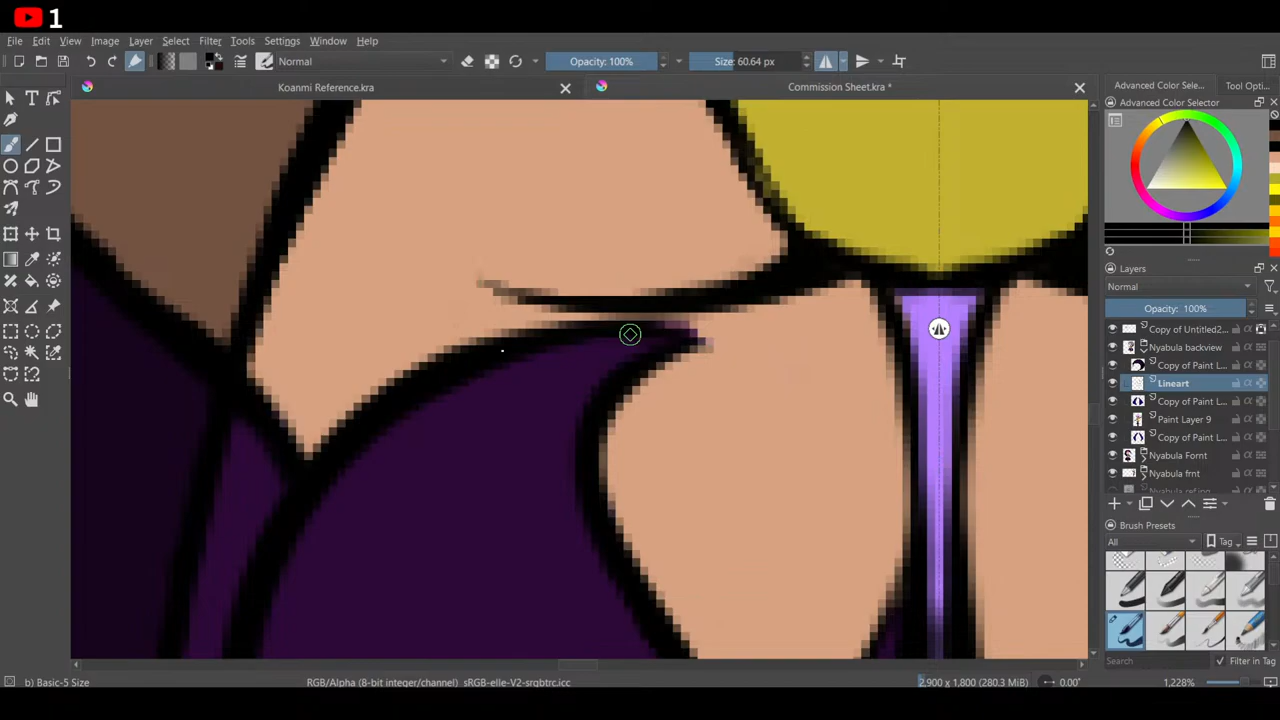 1
File Edit View Image Layer Select Filter Tools Settings Window Help
Normal Opacity: 100% Size: 60.64 px
Koanmi Reference.kra Commission Sheet.kra * Advanced Color Sele... Tool Opti...
Advanced Color Selector
Layers
Normal
Opacity: 100%
Copy of Untitled2...
Nyabula backview
Copy of Paint L...
Lineart
Copy of Paint L...
Paint Layer 9
Copy of Paint L...
Nyabula Fornt
Nyabula frnt
Brush Presets
All Tag
Search Filter in Tag
b) Basic-5 Size RGB/Alpha (8-bit integer/channel) sRGB-elle-V2-srgbtrc.icc 2,900 x 1,800 (280.3 MiB) 0.00° 1,228%